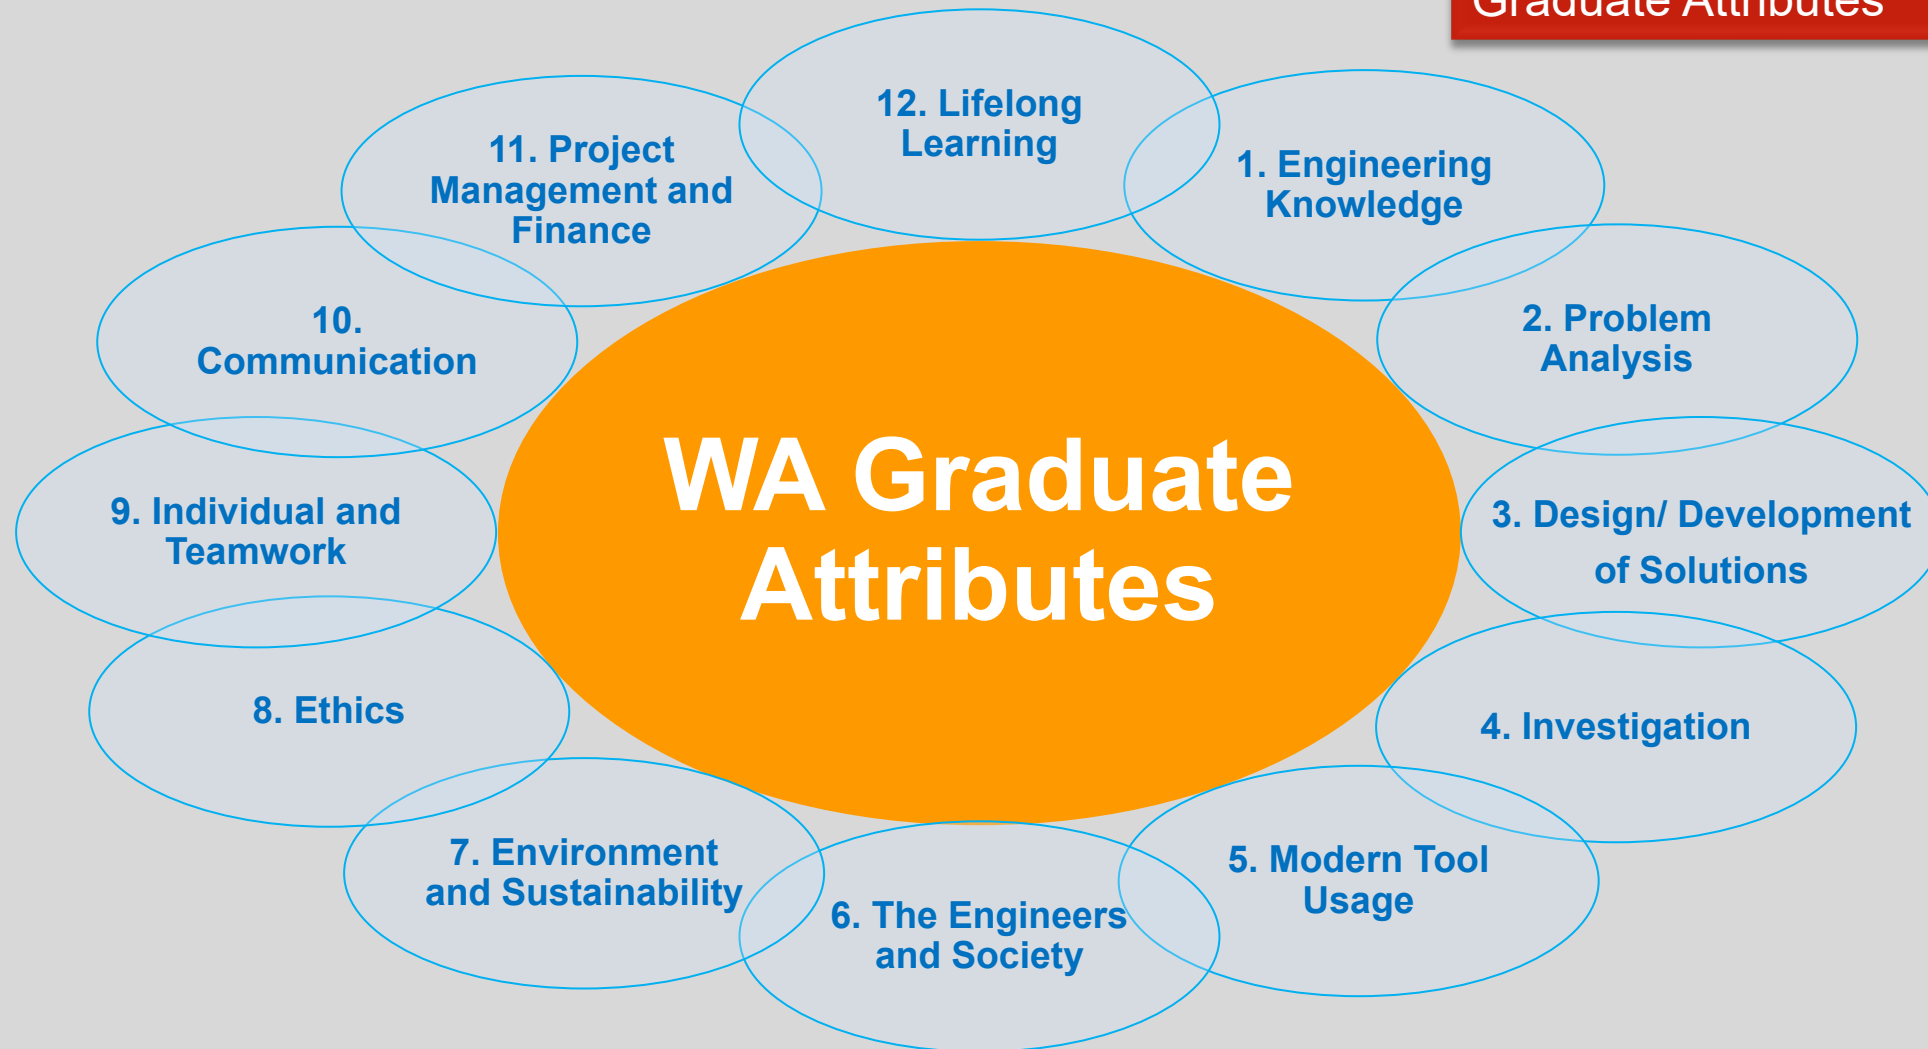 Graduate Attributes
12. Lifelong
Learning
1. Engineering
Knowledge
2. Problem
Analysis
3. Design/ Development
of Solutions
4. Investigation
5. Modern Tool
Usage
6. The Engineers
and Society
7. Environment
and Sustainability
8. Ethics
9. Individual and
Teamwork
10.
Communication
11. Project
Management and
Finance
WA Graduate
Attributes